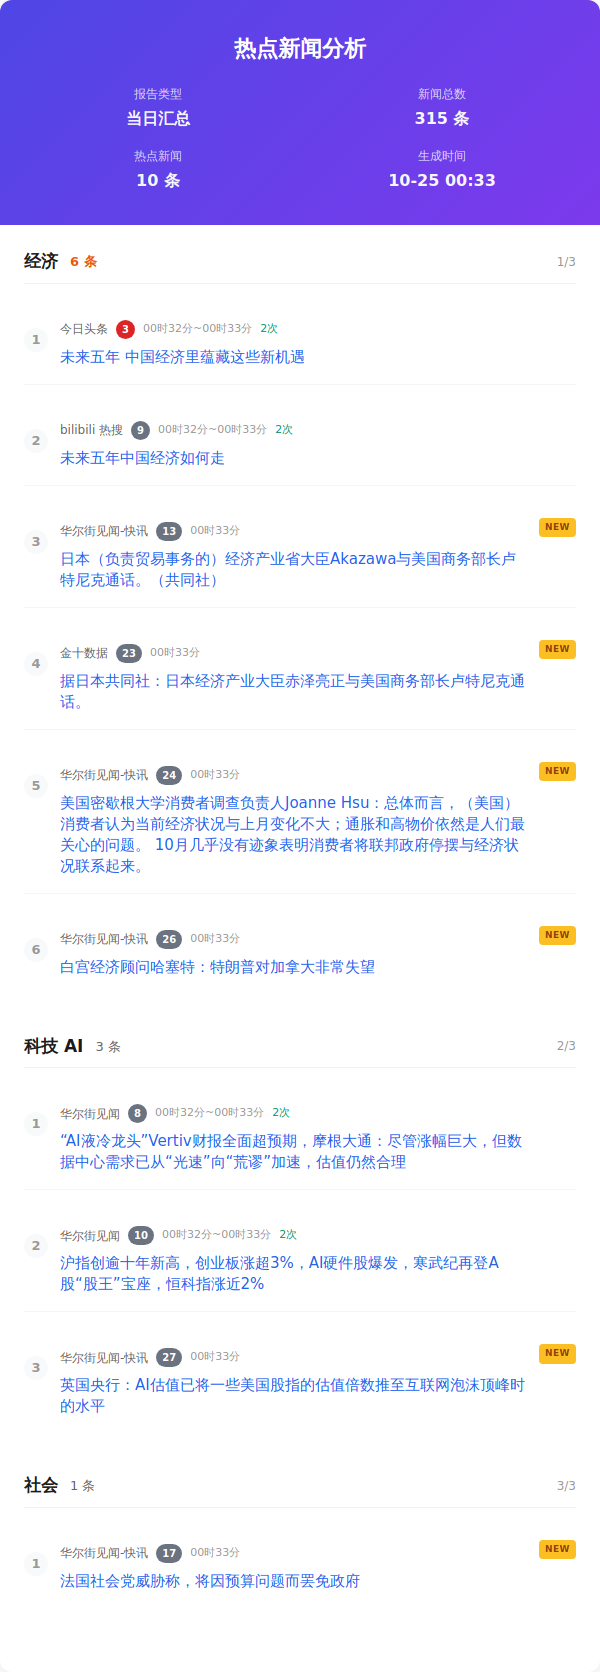 热点新闻分析
报告类型
新闻总数
当日汇总
315 条
热点新闻
生成时间
10 条
10-25 00:33
经济 6 条 1/3
1 今日头条 3 00时32分~00时33分 2次
未来五年 中国经济里蕴藏这些新机遇
2 bilibili 热搜 9 00时32分~00时33分 2次
未来五年中国经济如何走
3 华尔街见闻-快讯 13 00时33分 NEW
日本（负责贸易事务的）经济产业省大臣Akazawa与美国商务部长卢
特尼克通话。（共同社）
4 金十数据 23 00时33分 NEW
据日本共同社：日本经济产业大臣赤泽亮正与美国商务部长卢特尼克通
话。
5 华尔街见闻-快讯 24 00时33分 NEW
美国密歇根大学消费者调查负责人Joanne Hsu：总体而言，（美国）
消费者认为当前经济状况与上月变化不大；通胀和高物价依然是人们最
关心的问题。 10月几乎没有迹象表明消费者将联邦政府停摆与经济状
况联系起来。
6 华尔街见闻-快讯 26 00时33分 NEW
白宫经济顾问哈塞特：特朗普对加拿大非常失望
科技 AI 3 条 2/3
1 华尔街见闻 8 00时32分~00时33分 2次
“AI液冷龙头”Vertiv财报全面超预期，摩根大通：尽管涨幅巨大，但数
据中心需求已从“光速”向“荒谬”加速，估值仍然合理
2 华尔街见闻 10 00时32分~00时33分 2次
沪指创逾十年新高，创业板涨超3%，AI硬件股爆发，寒武纪再登A
股“股王”宝座，恒科指涨近2%
3 华尔街见闻-快讯 27 00时33分 NEW
英国央行：AI估值已将一些美国股指的估值倍数推至互联网泡沫顶峰时
的水平
社会 1 条 3/3
1 华尔街见闻-快讯 17 00时33分 NEW
法国社会党威胁称，将因预算问题而罢免政府